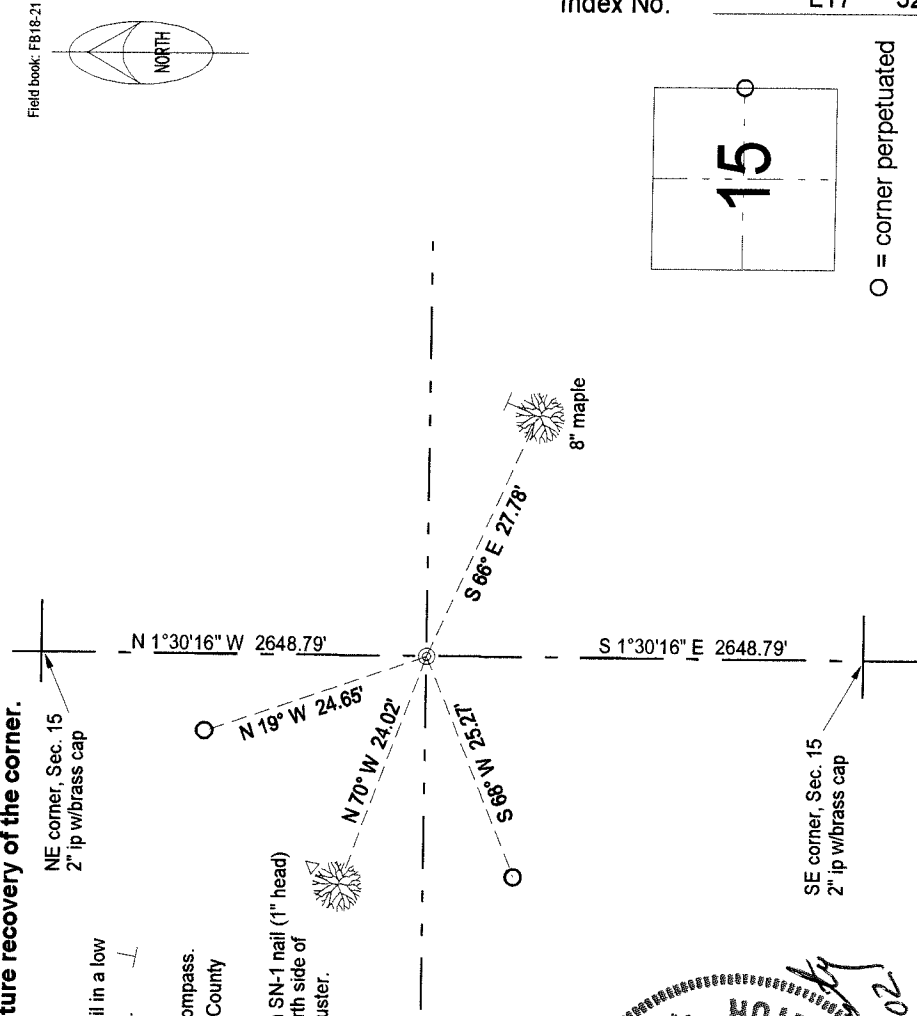 Index No.
Field book: FB18-21
NORTH
15
O = corner perpetuated
ture recovery of the corner.
NE corner, Sec. 15
2" ip w/brass cap
N 1°30'16" W 2648.79'
S 1°30'16" E 2648.79'
N 19° W 24.65'
N 70° W 24.02'
S 68° W 25.27'
S 66° E 27.78'
8" maple
SE corner, Sec. 15
2" ip w/brass cap
il in a low
ompass.
County
SN-1 nail (1" head)
rth side of
uster.